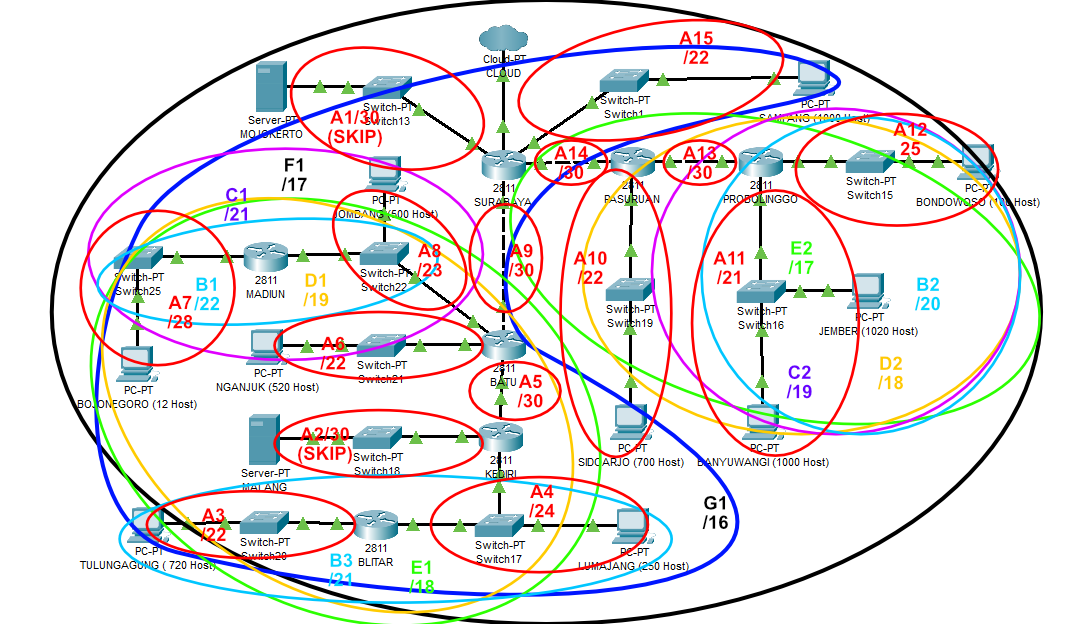 A15
/22
Cloud-PT
CLOUD
Switch-PT
Switch1
PC-PT
SAMPANG (1000 Host)
Server-PT
MOJOKERTO
Switch-PT
Switch13
A1/30
(SKIP)
A12
25
A14
/30
A13
/30
2811
SURABAYA
2811
PASURUAN
2811
PROBOLINGGO
Switch-PT
Switch15
PC-PT
F1
/17
C1
/21
PC-PT
JOMBANG (500 Host)
A8
/23
Switch-PT
Switch22
A9
/30
A10
/22
A11
/21
E2
/17
B2
/20
Switch-PT
Switch25
A7
/28
B1
/22
2811
MADIUN
D1
/19
Switch-PT
Switch19
Switch-PT
Switch16
PC-PT
JEMBER (1020 Host)
A6
/22
Switch-PT
Switch21
PC-PT
NGANJUK (520 Host)
2811
BATU
A5
/30
PC-PT
BOJONEGORO (12 Host)
C2
/19
D2
/18
A2/30
(SKIP)
Switch-PT
Switch18
Server-PT
MALANG
2811
KEDIRI
PC-PT
SIDOARJO (700 Host)
PC-PT
BANYUWANGI (1000 Host)
A4
/24
G1
/16
A3
/22
PC-PT
TULUNGAGUNG ( 720 Host)
Switch-PT
Switch20
2811
BLITAR
Switch-PT
Switch17
PC-PT
LUMAJANG (250 Host)
B3
/21
E1
/18